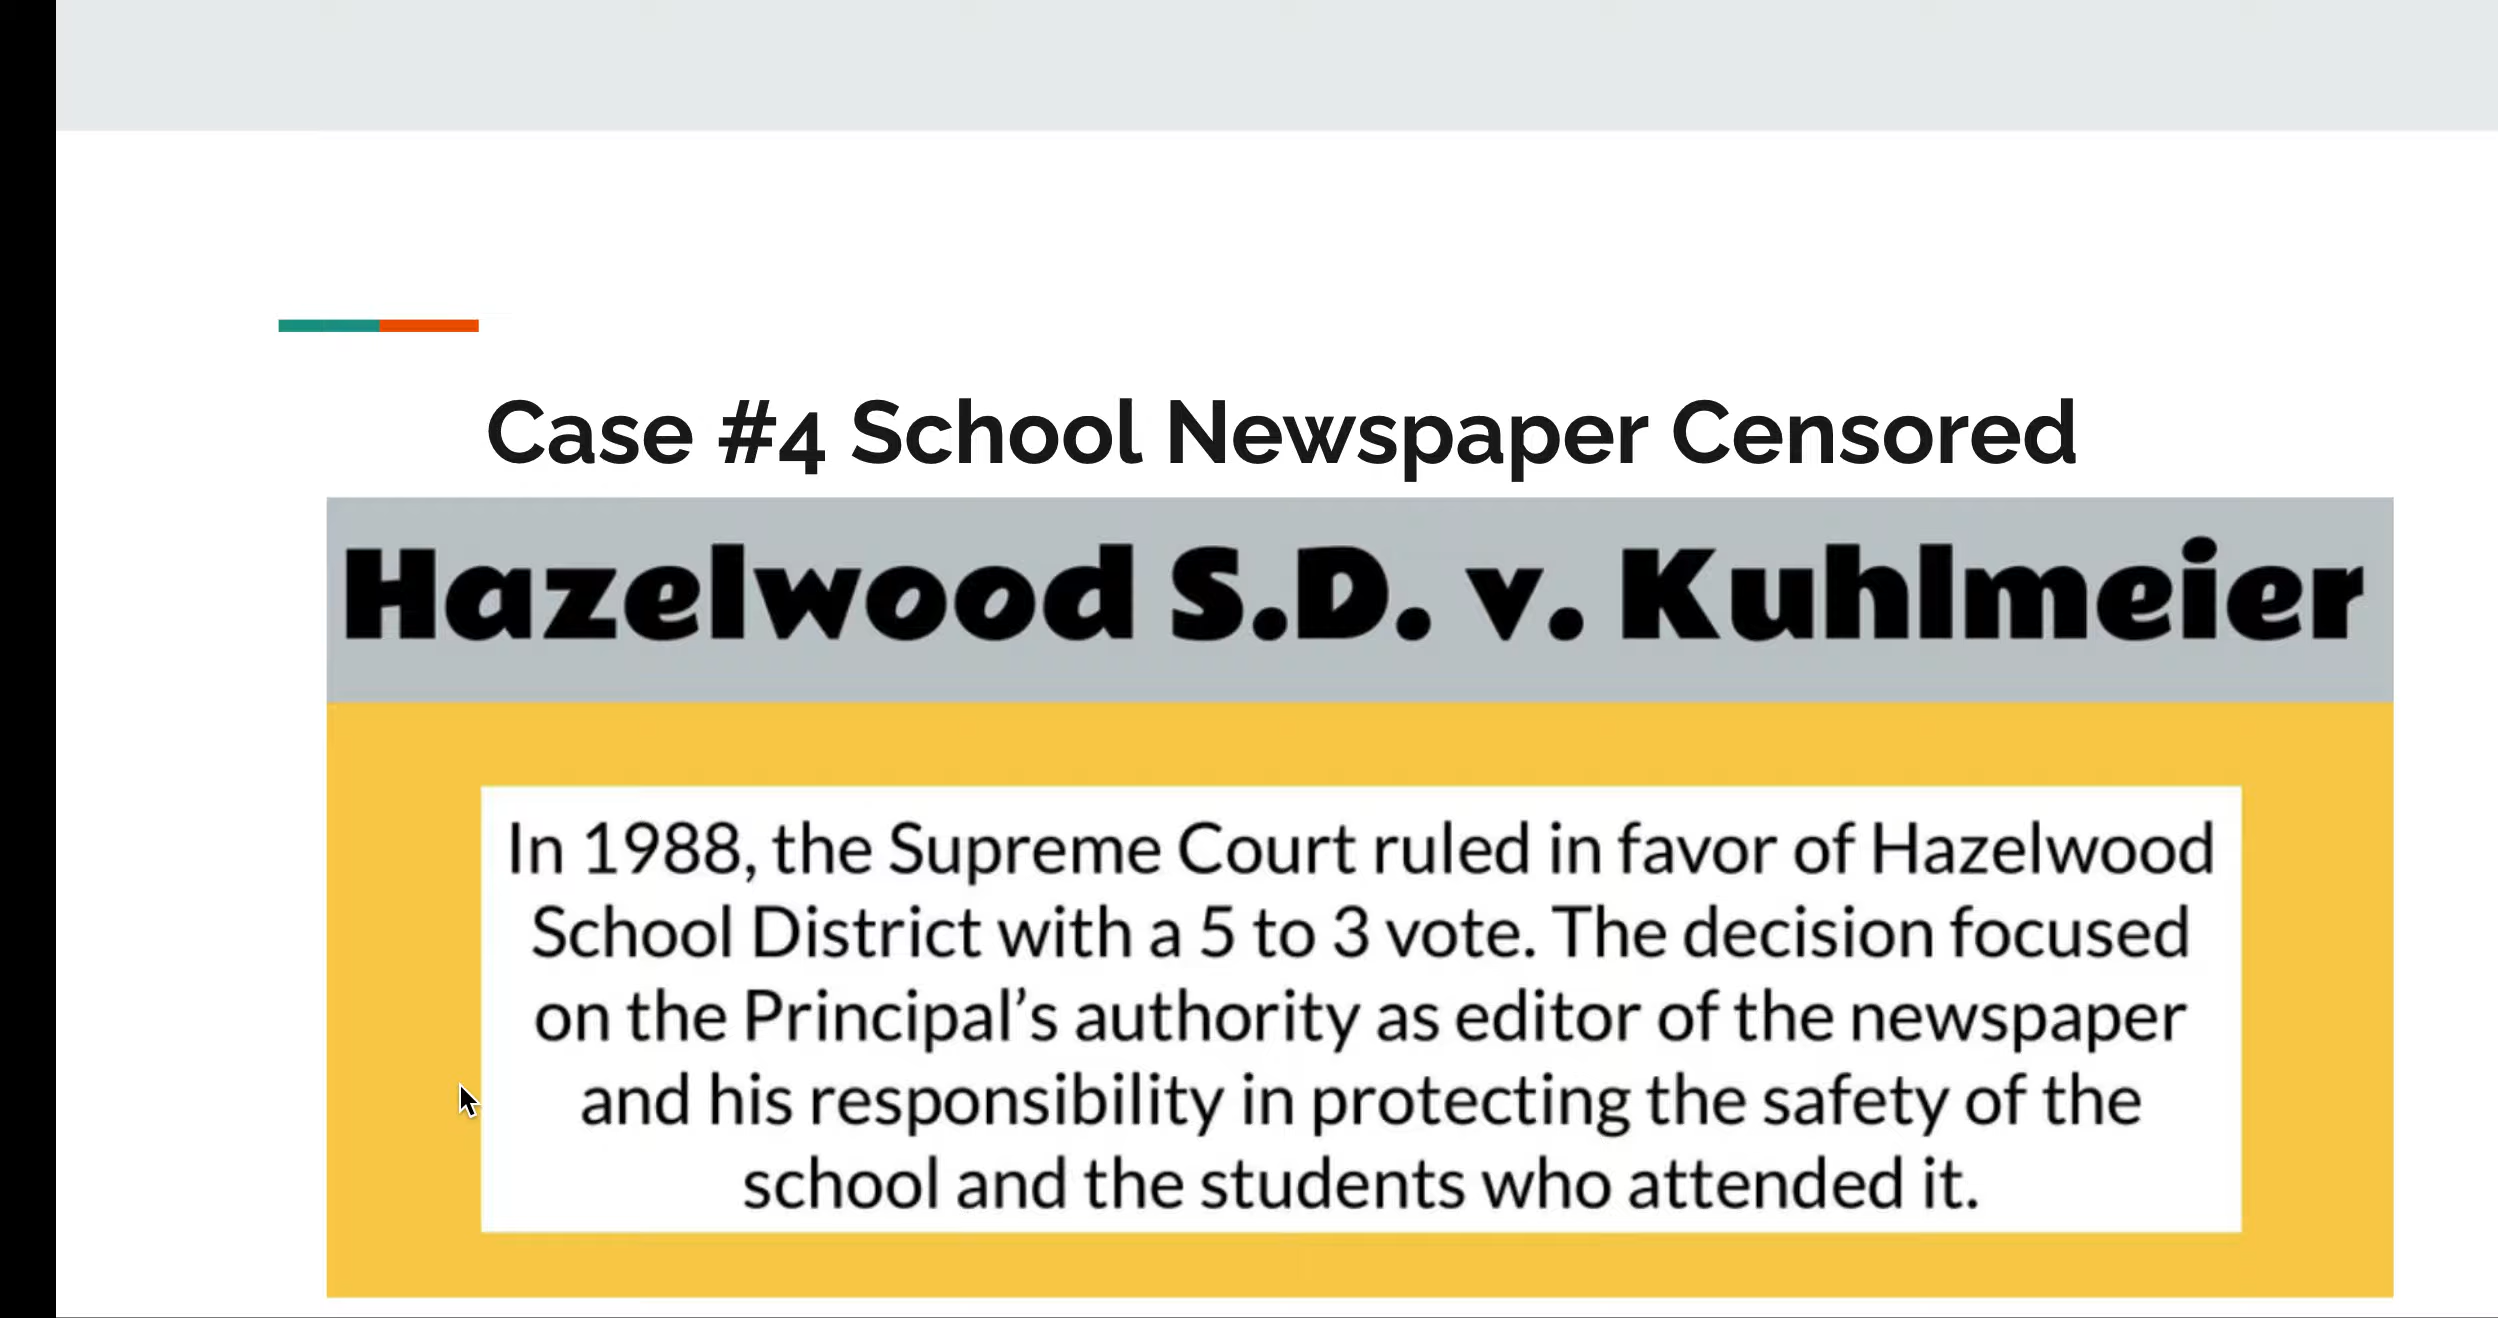 Case #4 School Newspaper Censored
Hazelwood S.D. v. Kuhlmeier
In 1988, the Supreme Court ruled in favor of Hazelwood
School District with a 5 to 3 vote. The decision focused
on the Principal’s authority as editor of the newspaper
and his responsibility in protecting the safety of the
school and the students who attended it.